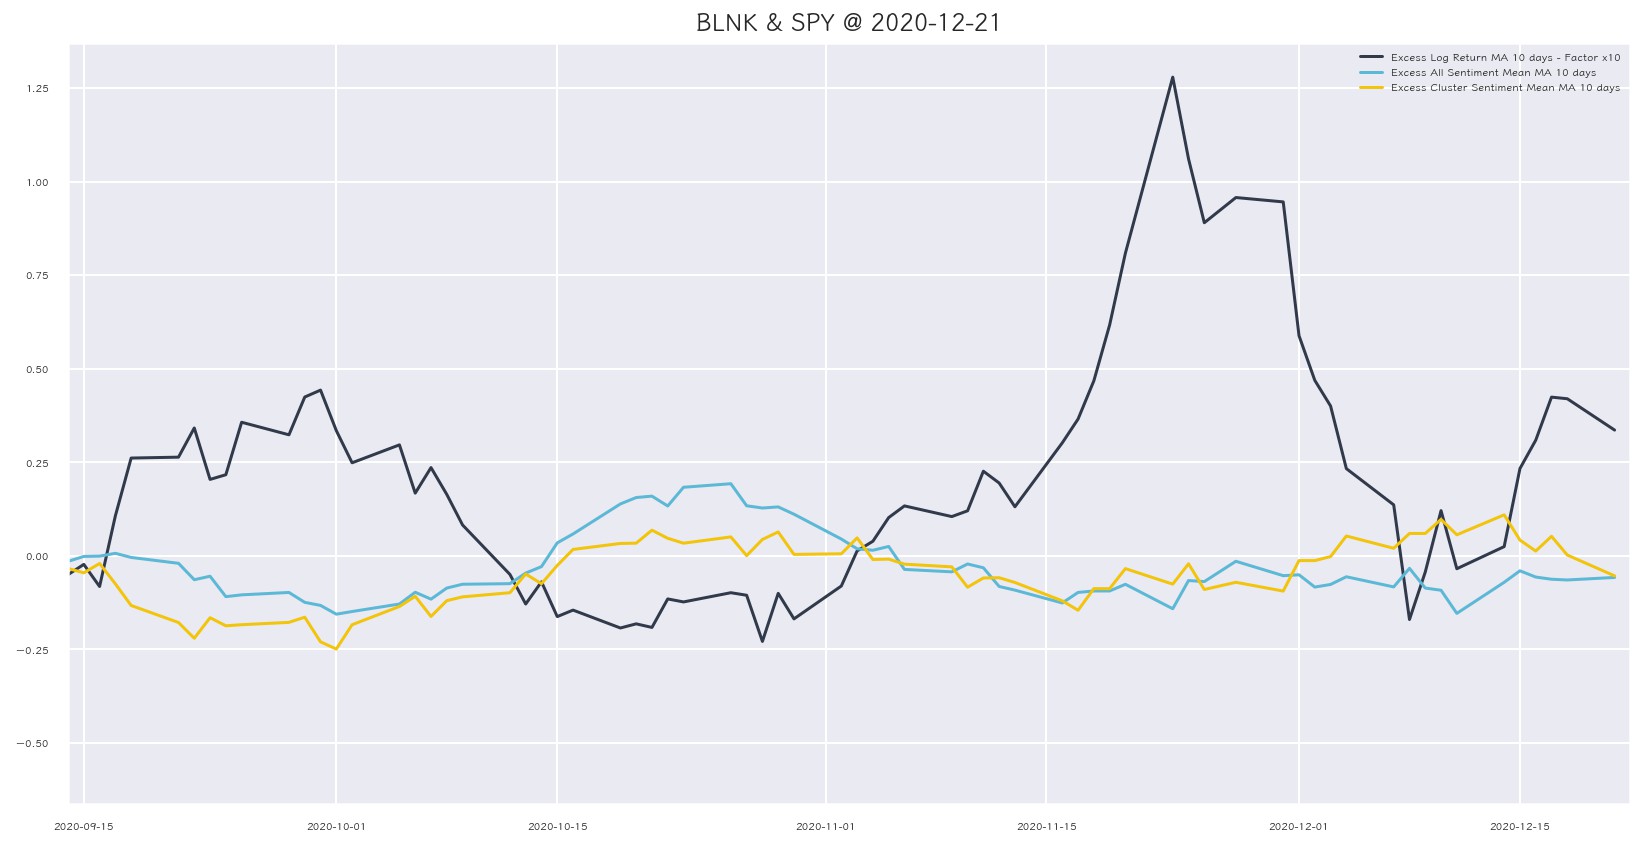 BLNK & SPY @ 2020-12-21
Excess Log Return MA 10 days - Factor x10
Excess All Sentiment Mean MA 10 days
Excess Cluster Sentiment Mean MA 10 days
1.25
1.00
0.75
0.50
0.25
0.00
−0.25
−0.50
2020-09-15 2020-10-01 2020-10-15 2020-11-01 2020-11-15 2020-12-01 2020-12-15